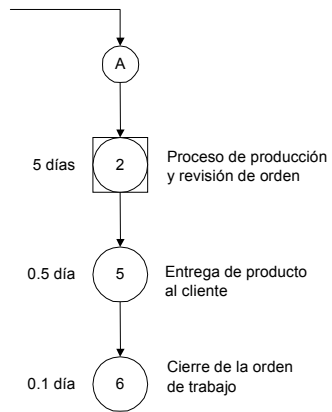 A
5 días
2
Proceso de producción
y revisión de orden
0.5 día
5
Entrega de producto
al cliente
0.1 día
6
Cierre de la orden
de trabajo